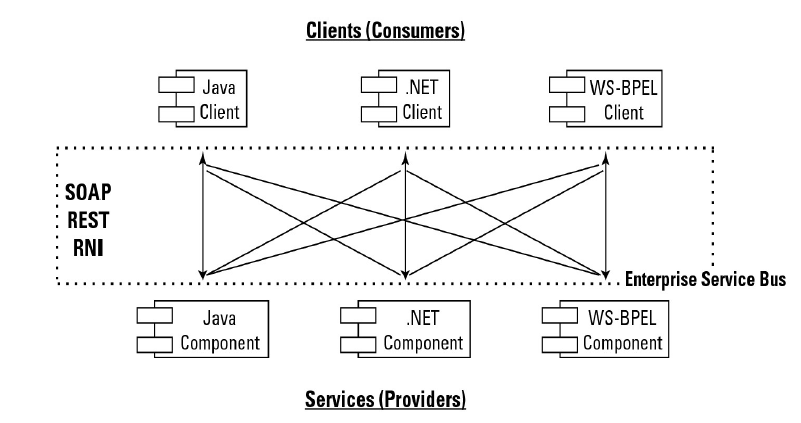 Clients (Consumers)
Java
Client
.NET
Client
WS-BPEL
Client
SOAP
REST
RNI
Enterprise Service Bus
Java
Component
.NET
Component
WS-BPEL
Component
Services (Providers)